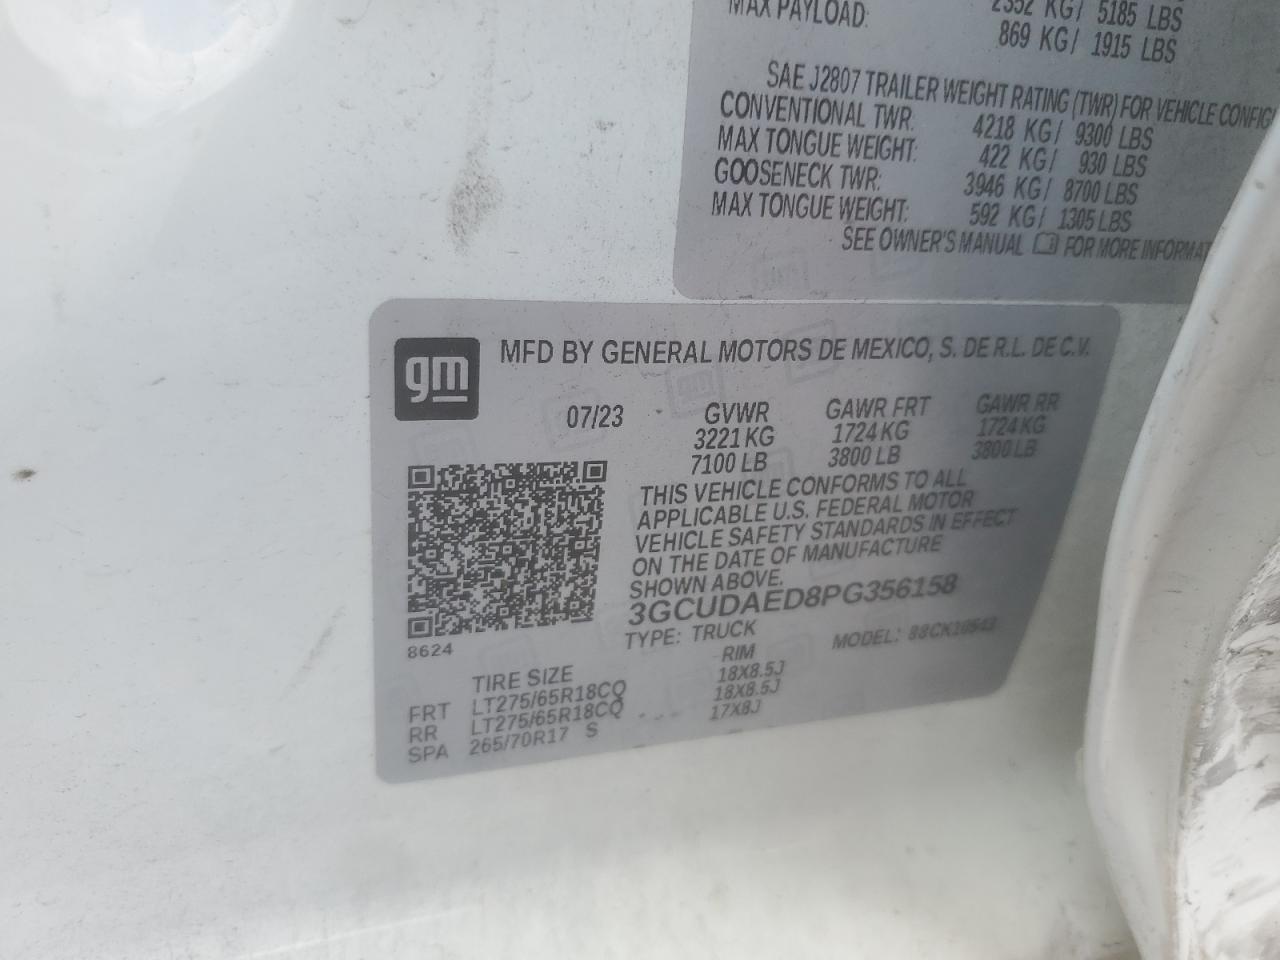 2352 KG/ 5185 LBS
MAX PAYLOAD: 869 KG/ 1915 LBS
SAE J2807 TRAILER WEIGHT RATING (TWR) FOR VEHICLE CONFIG
CONVENTIONAL TWR: 4218 KG/ 9300 LBS
MAX TONGUE WEIGHT: 422 KG/ 930 LBS
GOOSENECK TWR: 3946 KG/ 8700 LBS
MAX TONGUE WEIGHT: 592 KG/ 1305 LBS
SEE OWNER'S MANUAL FOR MORE INFORMAT
gm
MFD BY GENERAL MOTORS DE MEXICO, S. DE R.L. DE C.V.
07/23 GVWR GAWR FRT GAWR RR
3221 KG 1724 KG 1724 KG
7100 LB 3800 LB 3800 LB
THIS VEHICLE CONFORMS TO ALL
APPLICABLE U.S. FEDERAL MOTOR
VEHICLE SAFETY STANDARDS IN EFFECT
ON THE DATE OF MANUFACTURE
SHOWN ABOVE.
3GCUDAED8PG356158
8624
TYPE: TRUCK MODEL: 88CK10543
TIRE SIZE RIM
FRT LT275/65R18CQ 18X8.5J
RR LT275/65R18CQ 18X8.5J
SPA 265/70R17 S 17X8J